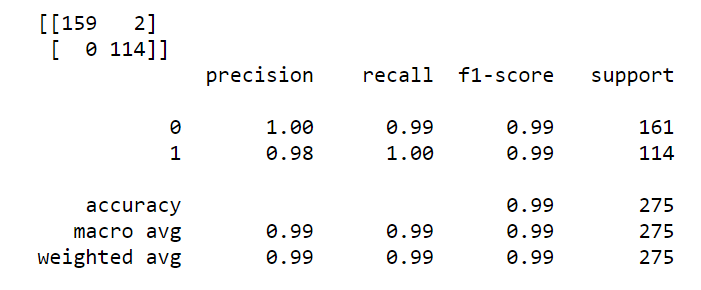 [[159   2]
 [  0 114]]
              precision    recall  f1-score   support

           0       1.00      0.99      0.99       161
           1       0.98      1.00      0.99       114

    accuracy                           0.99       275
   macro avg       0.99      0.99      0.99       275
weighted avg       0.99      0.99      0.99       275